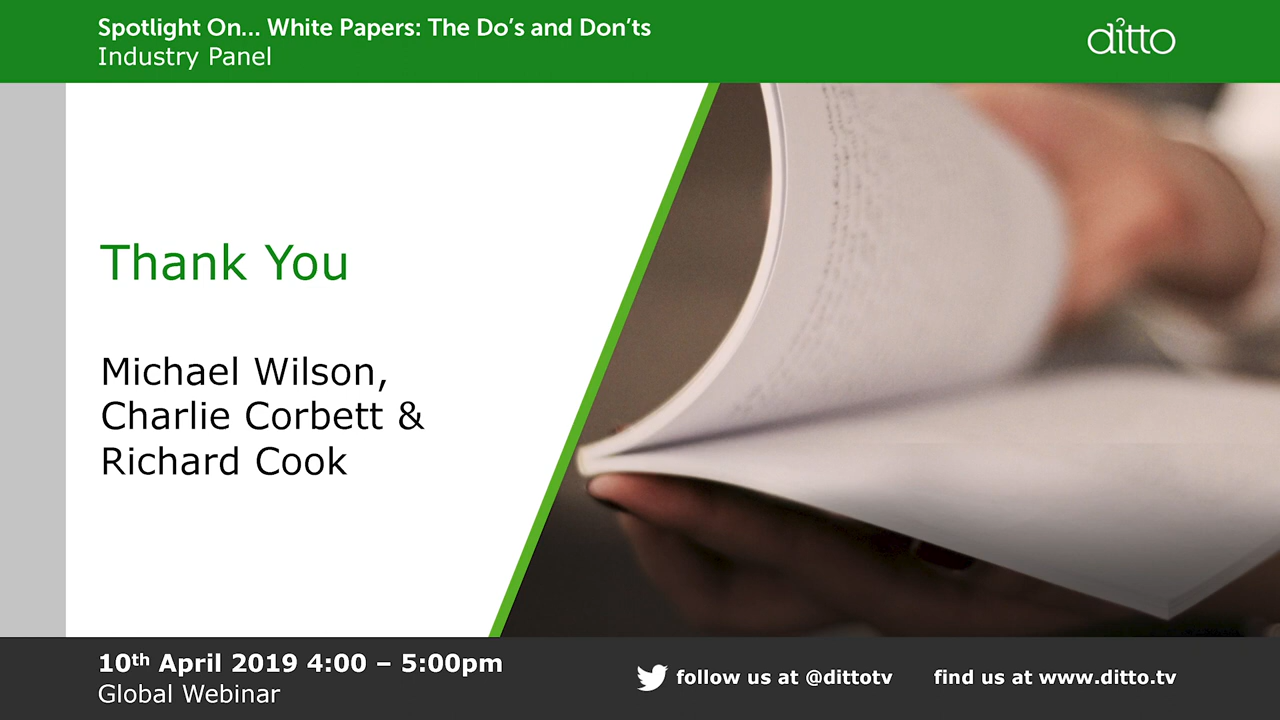 Spotlight On... White Papers: The Do's and Don'ts
Industry Panel
ditto
Thank You
Michael Wilson,
Charlie Corbett &
Richard Cook
10th April 2019 4:00 – 5:00pm
Global Webinar
follow us at @dittotv
find us at www.ditto.tv